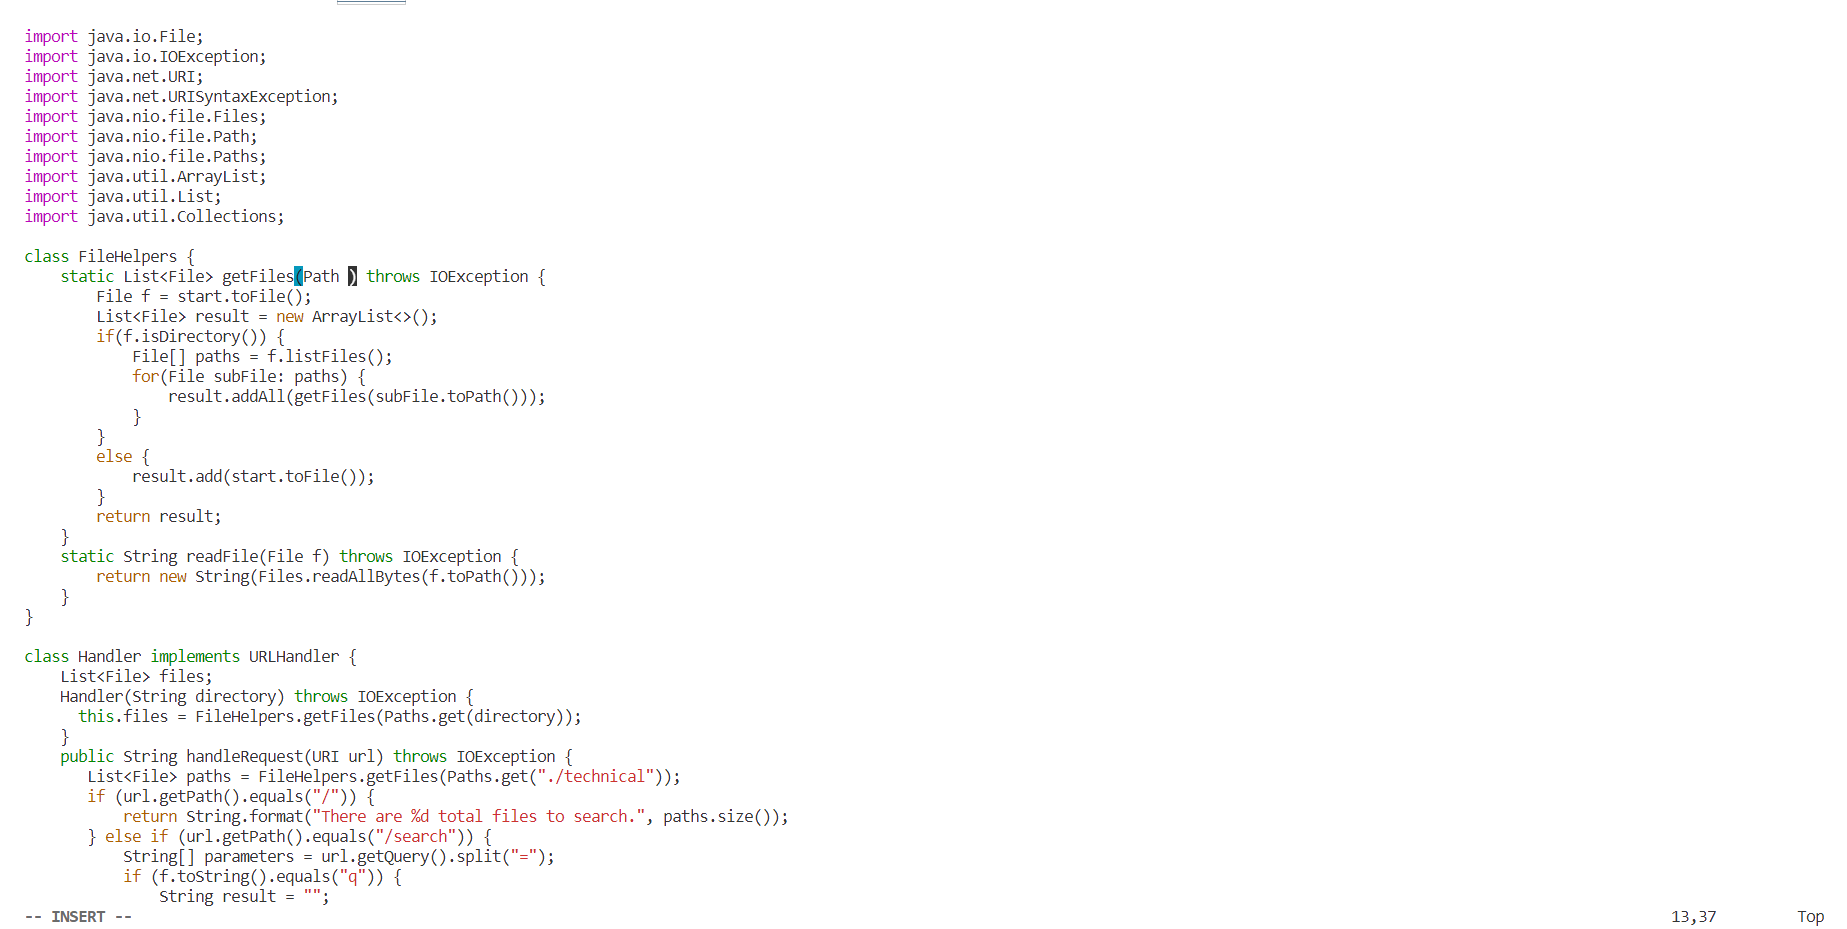 import java.io.File;
import java.io.IOException;
import java.net.URI;
import java.net.URISyntaxException;
import java.nio.file.Files;
import java.nio.file.Path;
import java.nio.file.Paths;
import java.util.ArrayList;
import java.util.List;
import java.util.Collections;

class FileHelpers {
    static List<File> getFiles(Path ) throws IOException {
        File f = start.toFile();
        List<File> result = new ArrayList<>();
        if(f.isDirectory()) {
            File[] paths = f.listFiles();
            for(File subFile: paths) {
                result.addAll(getFiles(subFile.toPath()));
            }
        }
        else {
            result.add(start.toFile());
        }
        return result;
    }
    static String readFile(File f) throws IOException {
        return new String(Files.readAllBytes(f.toPath()));
    }
}

class Handler implements URLHandler {
    List<File> files;
    Handler(String directory) throws IOException {
      this.files = FileHelpers.getFiles(Paths.get(directory));
    }
    public String handleRequest(URI url) throws IOException {
       List<File> paths = FileHelpers.getFiles(Paths.get("./technical"));
       if (url.getPath().equals("/")) {
           return String.format("There are %d total files to search.", paths.size());
       } else if (url.getPath().equals("/search")) {
           String[] parameters = url.getQuery().split("=");
           if (f.toString().equals("q")) {
               String result = "";
-- INSERT -- 13,37 Top